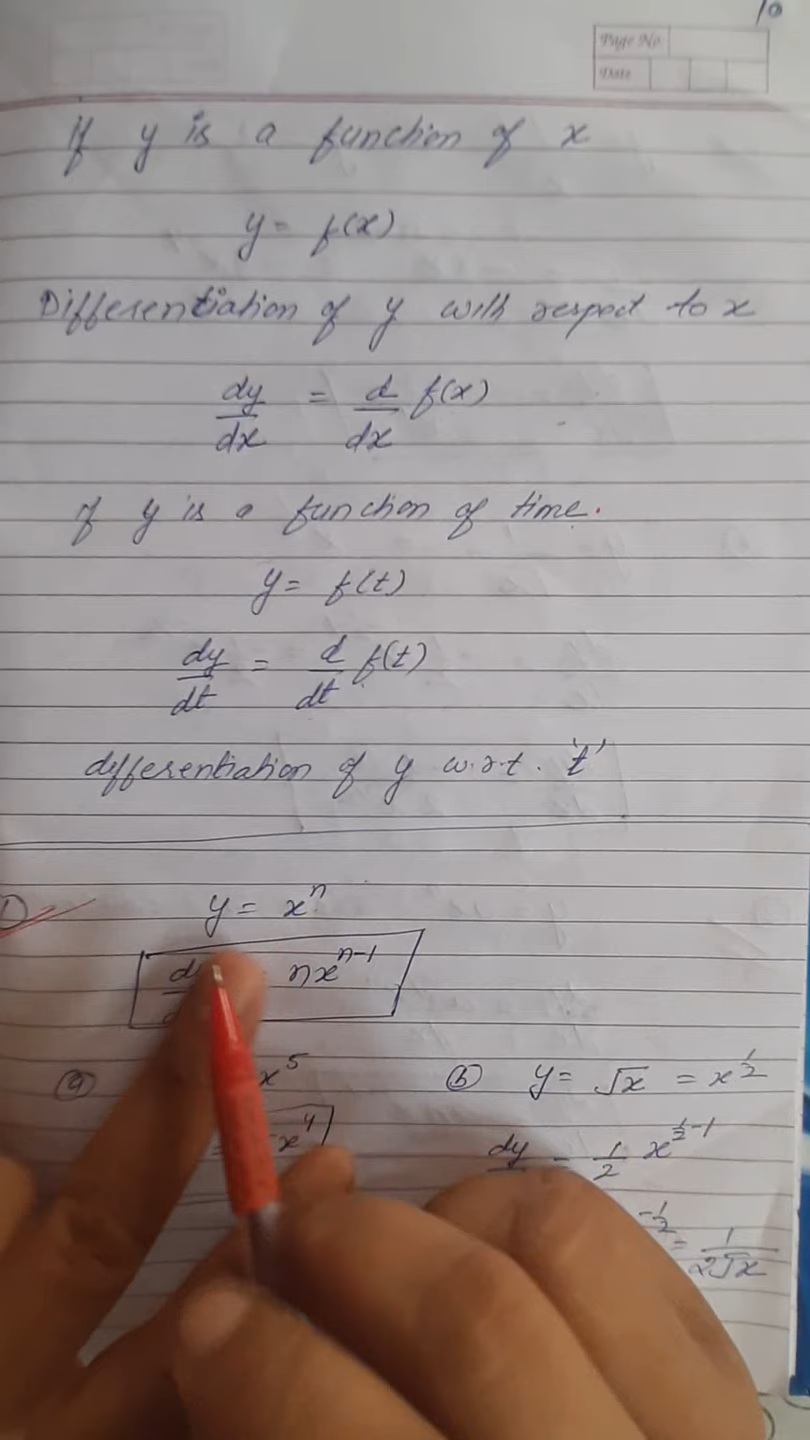 10
Page No
Date
If y is a function of x
y = f(x)
Differentiation of y with respect to x
dy/dx = d/dx f(x)
If y is a function of time.
y = f(t)
dy/dt = d/dt f(t)
differentiation of y w.r.t. 't'
① y = xⁿ
nxⁿ⁻¹
ⓐ x⁵ ⓑ y = √x = x^1/2
= x⁴ dy = 1/2 x^1/2-1
-1/2 = 1/2√x